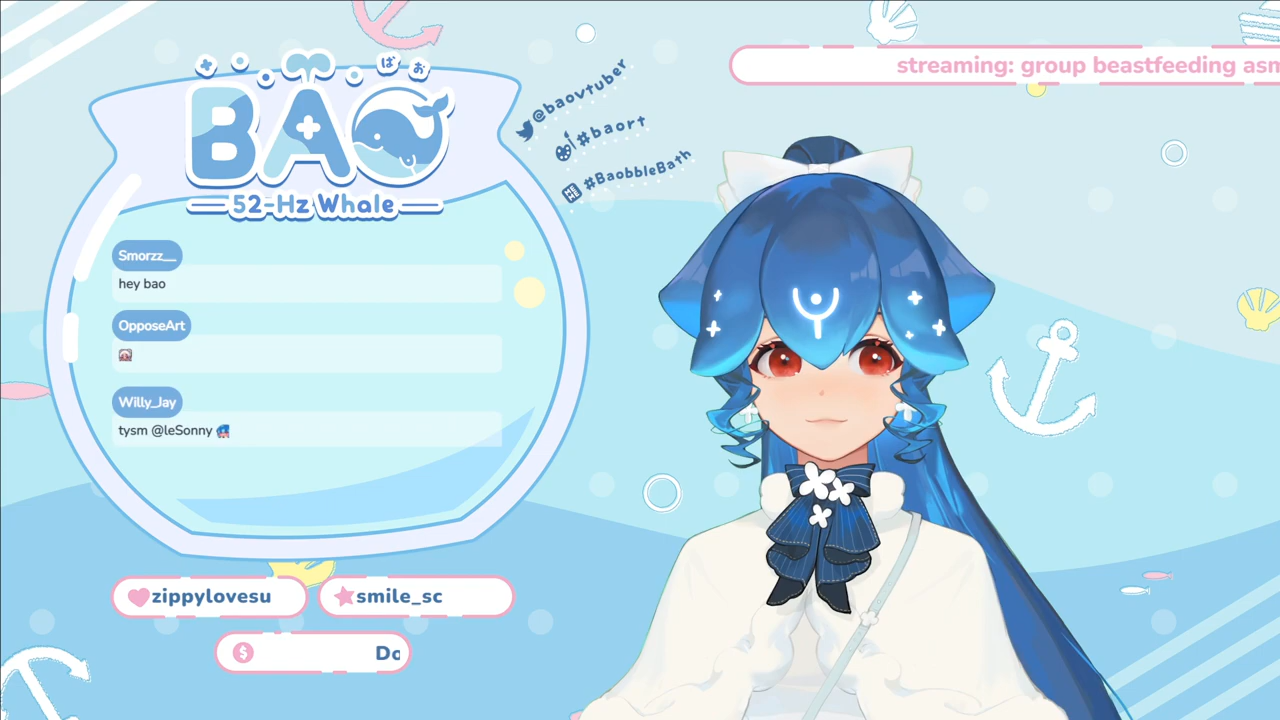 ばお
BAO
52-Hz Whale
@baovtuber
#baort
#BaobbleBath
streaming: group beastfeeding asm
Smorzz__
hey bao
OpposeArt
Willy_Jay
tysm @leSonny
zippylovesu
smile_sc
$